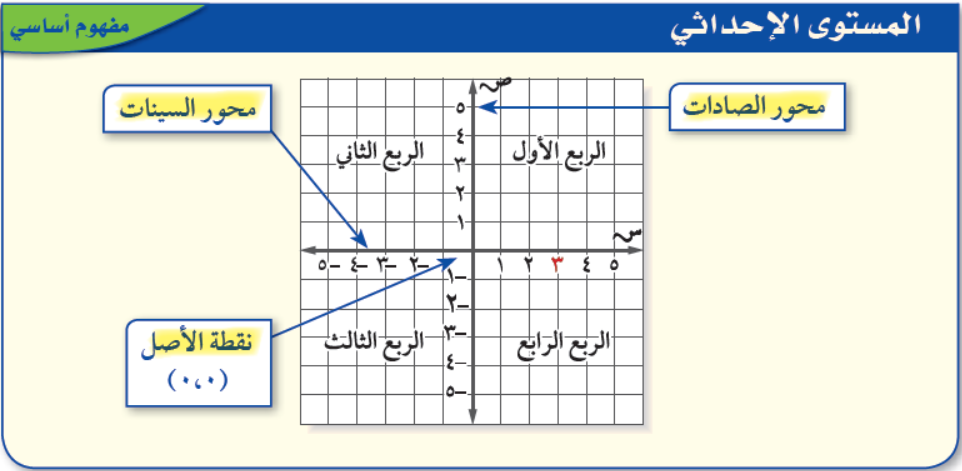 المستوى الإحداثي
مفهوم أساسي
محور الصادات
محور السينات
ص
٥
٤
٣
٢
١
الربع الثاني
الربع الأول
س
٥– ٤– ٣– ٢– ١ ٢ ٣ ٤ ٥
١–
٢–
٣–
٤–
٥–
الربع الثالث
الربع الرابع
نقطة الأصل
(٠،٠)